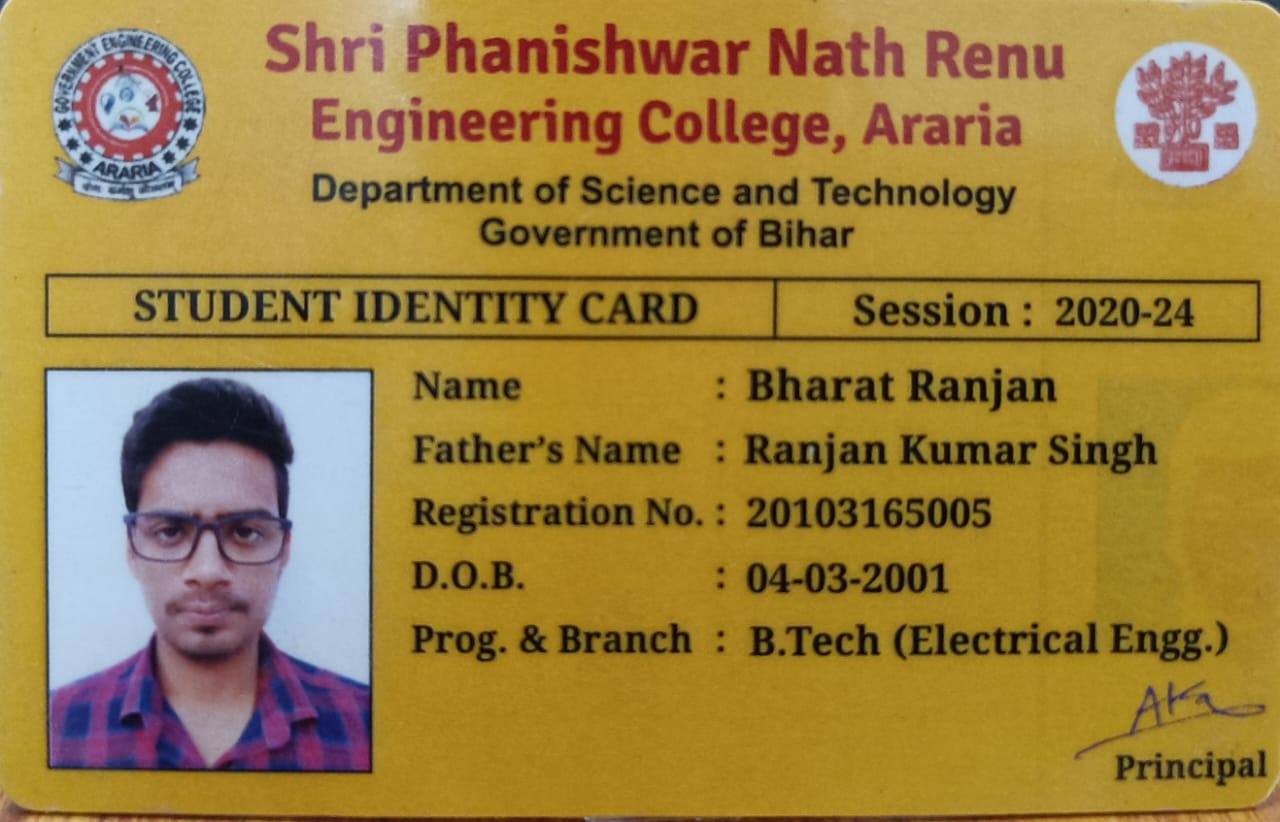 Shri Phanishwar Nath Renu
Engineering College, Araria
Department of Science and Technology
Government of Bihar
GOVERNMENT ENGINEERING COLLEGE
ARARIA
STUDENT IDENTITY CARD Session : 2020-24
Name : Bharat Ranjan
Father's Name : Ranjan Kumar Singh
Registration No. : 20103165005
D.O.B. : 04-03-2001
Prog. & Branch : B.Tech (Electrical Engg.)
Principal